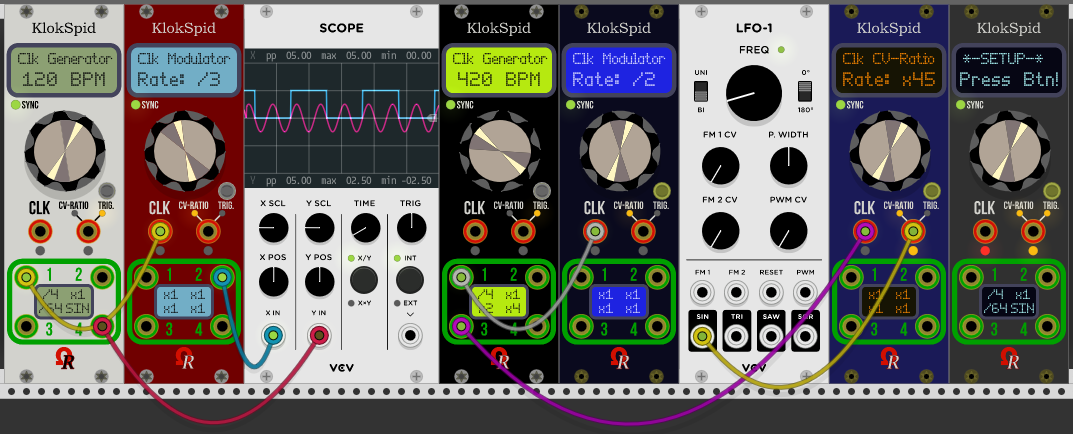 KlokSpid
Clk Generator
120 BPM
SYNC
CLK
CV-RATIO
TRIG.
1
2
/4 x1
/64 SIN
3
4
ΩR
KlokSpid
Clk Modulator
Rate: /3
SYNC
CLK
CV-RATIO
TRIG.
1
2
x1 x1
x1 x1
3
4
ΩR
SCOPE
X pp 05.00 max 05.00 min 00.00
Y pp 05.00 max 02.50 min -02.50
X SCL
Y SCL
TIME
TRIG
X POS
Y POS
X/Y
INT
X×Y
EXT
X IN
Y IN
VCV
KlokSpid
Clk Generator
420 BPM
SYNC
CLK
CV-RATIO
TRIG.
1
2
/4 x1
x2 x4
3
4
ΩR
KlokSpid
Clk Modulator
Rate: /2
SYNC
CLK
CV-RATIO
TRIG.
1
2
x1 x1
x1 x1
3
4
ΩR
LFO-1
FREQ
UNI
0°
BI
180°
FM 1 CV
P. WIDTH
FM 2 CV
PWM CV
FM 1
FM 2
RESET
PWM
SIN
TRI
SAW
SQR
VCV
KlokSpid
Clk CV-Ratio
Rate: x45
SYNC
CLK
CV-RATIO
TRIG.
1
2
x1 x1
x1 x1
3
4
ΩR
KlokSpid
*-SETUP-*
Press Btn!
SYNC
CLK
CV-RATIO
TRIG.
1
2
/4 x1
/64 SIN
3
4
ΩR